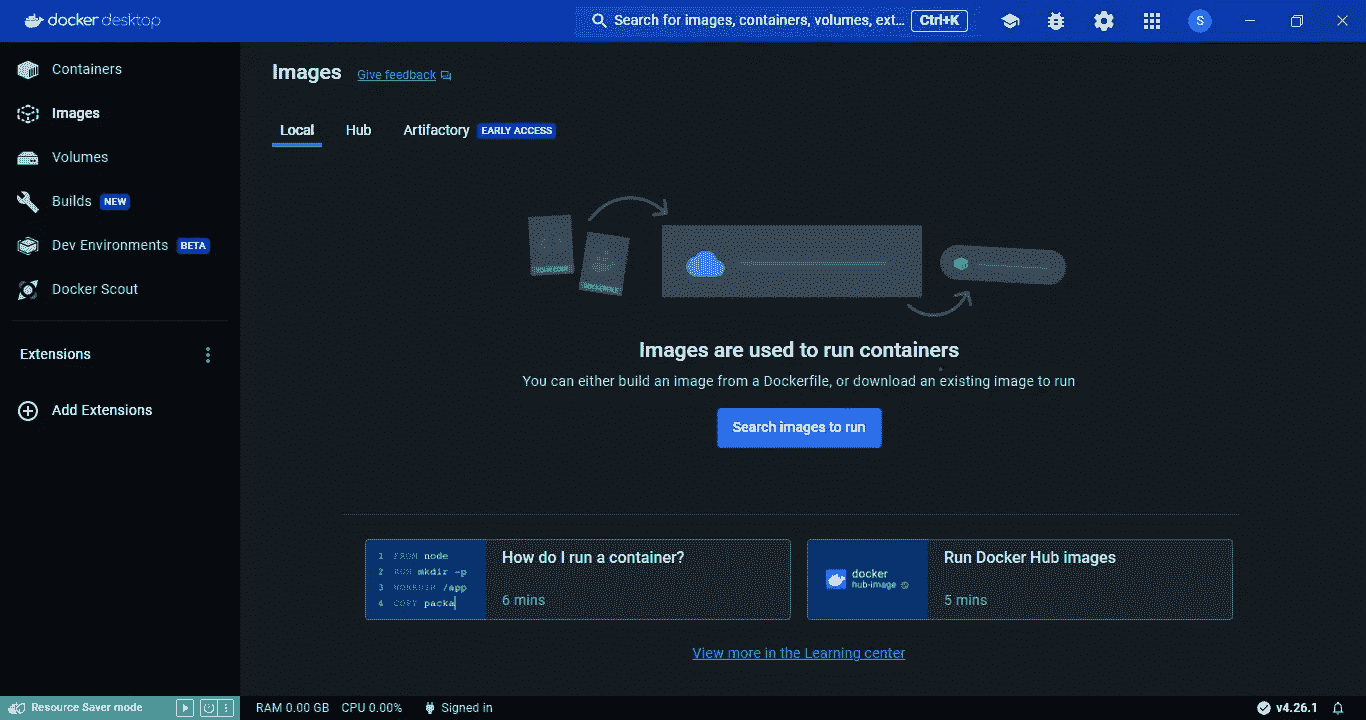 docker desktop
Search for images, containers, volumes, ext... Ctrl+K
S
Containers
Images
Volumes
Builds NEW
Dev Environments BETA
Docker Scout
Extensions
Add Extensions
Images Give feedback
Local Hub Artifactory EARLY ACCESS
YOUR CODE
DOCKERFILE
Images are used to run containers
You can either build an image from a Dockerfile, or download an existing image to run
Search images to run
1 FROM node
2 RUN mkdir -p
3 WORKDIR /app
4 COPY packa
How do I run a container?
6 mins
docker
hub-image
Run Docker Hub images
5 mins
View more in the Learning center
Resource Saver mode
RAM 0.00 GB CPU 0.00% Signed in
v4.26.1